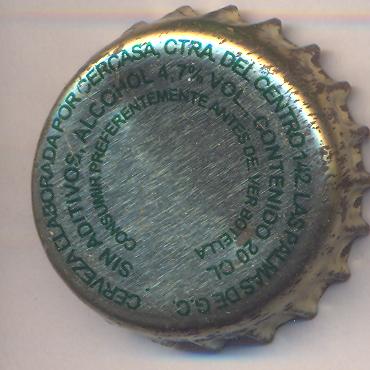 CERVEZA ELABORADA POR CERCASA, CTRA DEL CENTRO 142, LAS PALMAS DE G.C.
SIN ADITIVOS, ALCOHOL 4,7% VOL., CONTENIDO 20 CL
CONSUMIR PREFERENTEMENTE ANTES DE, VER BOTELLA